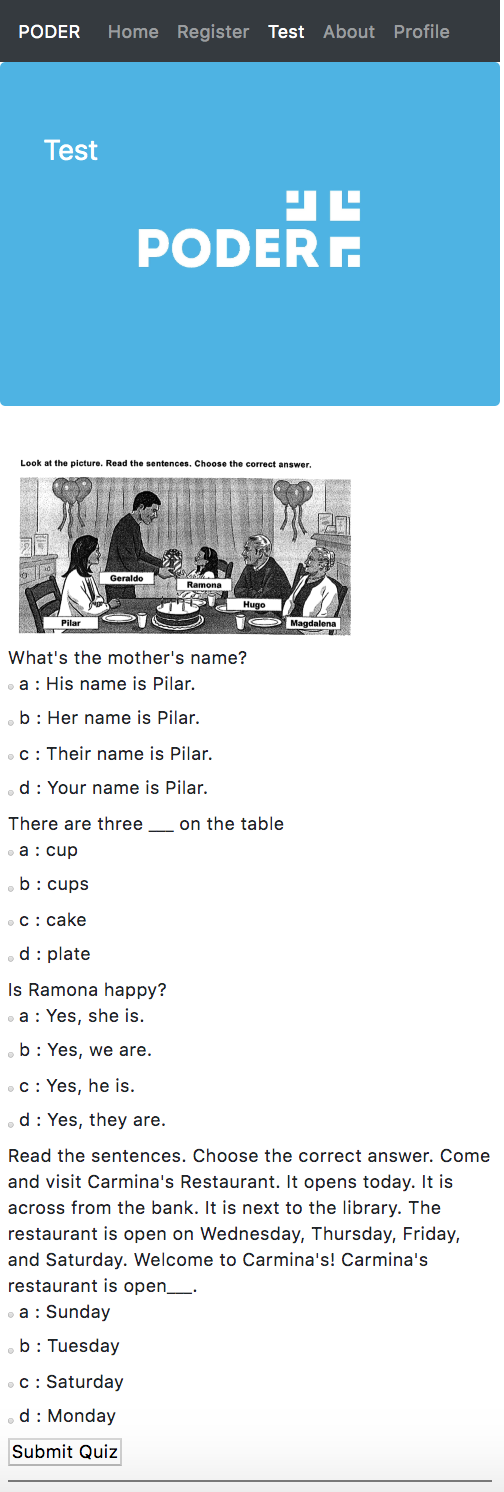 PODER Home Register Test About Profile
Test
PODER
Look at the picture. Read the sentences. Choose the correct answer.
Geraldo
Ramona
Hugo
Pilar
Magdalena
What's the mother's name?
a : His name is Pilar.
b : Her name is Pilar.
c : Their name is Pilar.
d : Your name is Pilar.
There are three ___ on the table
a : cup
b : cups
c : cake
d : plate
Is Ramona happy?
a : Yes, she is.
b : Yes, we are.
c : Yes, he is.
d : Yes, they are.
Read the sentences. Choose the correct answer. Come
and visit Carmina's Restaurant. It opens today. It is
across from the bank. It is next to the library. The
restaurant is open on Wednesday, Thursday, Friday,
and Saturday. Welcome to Carmina's! Carmina's
restaurant is open___.
a : Sunday
b : Tuesday
c : Saturday
d : Monday
Submit Quiz